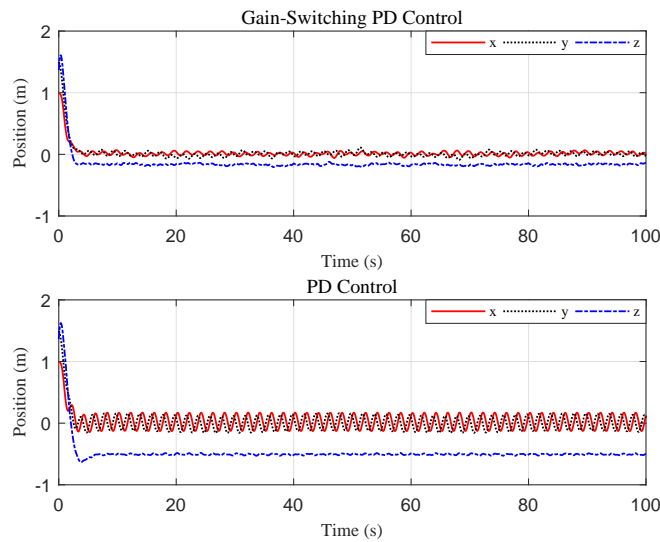 Gain-Switching PD Control
2
1
0
-1
Position (m)
x y z
0 20 40 60 80 100
Time (s)
PD Control
2
1
0
-1
Position (m)
x y z
0 20 40 60 80 100
Time (s)